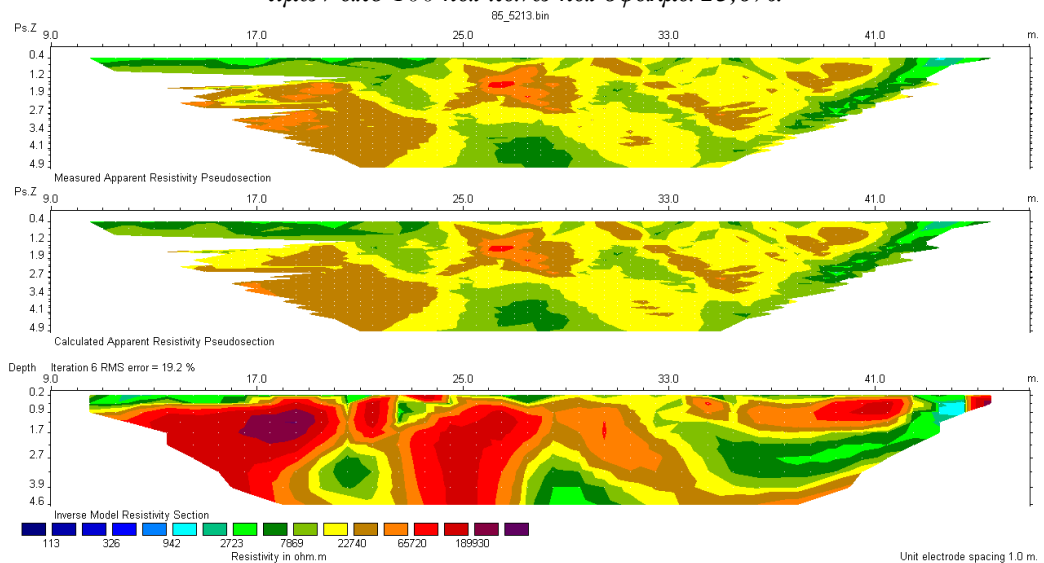 85_5213.bin
Ps.Z
9.0 17.0 25.0 33.0 41.0 m.
0.4
1.2
1.9
2.7
3.4
4.1
4.9
Measured Apparent Resistivity Pseudosection
Ps.Z
9.0 17.0 25.0 33.0 41.0 m.
0.4
1.2
1.9
2.7
3.4
4.1
4.9
Calculated Apparent Resistivity Pseudosection
Depth Iteration 6 RMS error = 19.2 %
9.0 17.0 25.0 33.0 41.0 m.
0.2
0.9
1.7
2.7
3.9
4.6
Inverse Model Resistivity Section
113 326 942 2723 7869 22740 65720 189930
Resistivity in ohm.m
Unit electrode spacing 1.0 m.